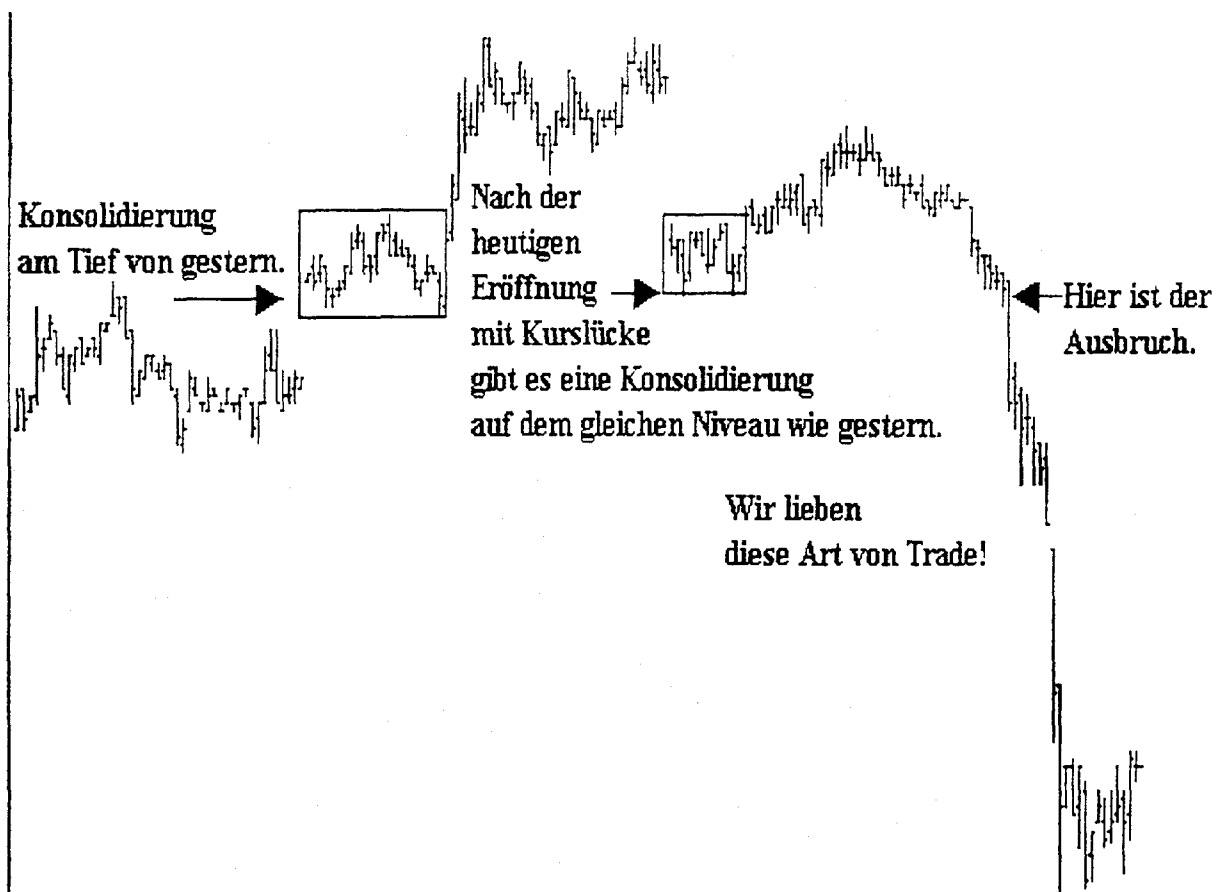 Konsolidierung
am Tief von gestern.
Nach der
heutigen
Eröffnung
mit Kurslücke
gibt es eine Konsolidierung
auf dem gleichen Niveau wie gestern.
Hier ist der
Ausbruch.
Wir lieben
diese Art von Trade!